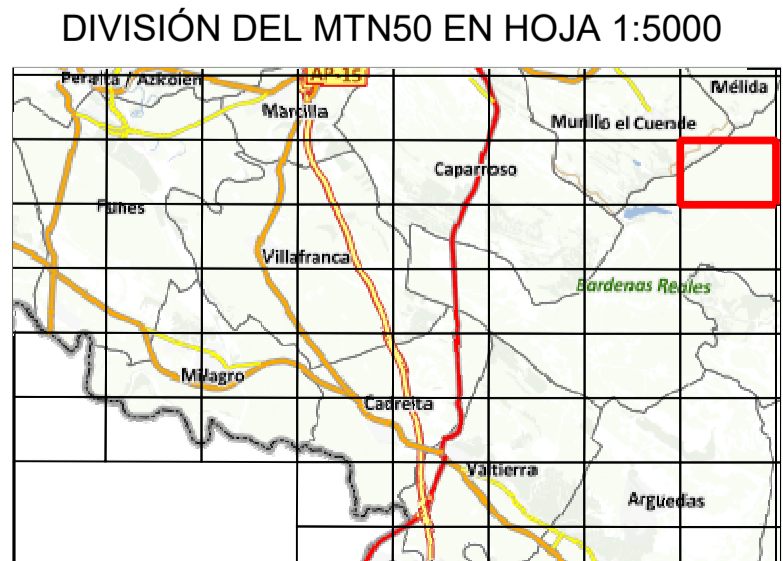 DIVISIÓN DEL MTN50 EN HOJA 1:5000
Peralta / Azkoien
AP-15
Mélida
Marcilla
Murillo el Cuende
Caparroso
Funes
Villafranca
Bardenas Reales
Milagro
Cadreita
Valtierra
Arguedas